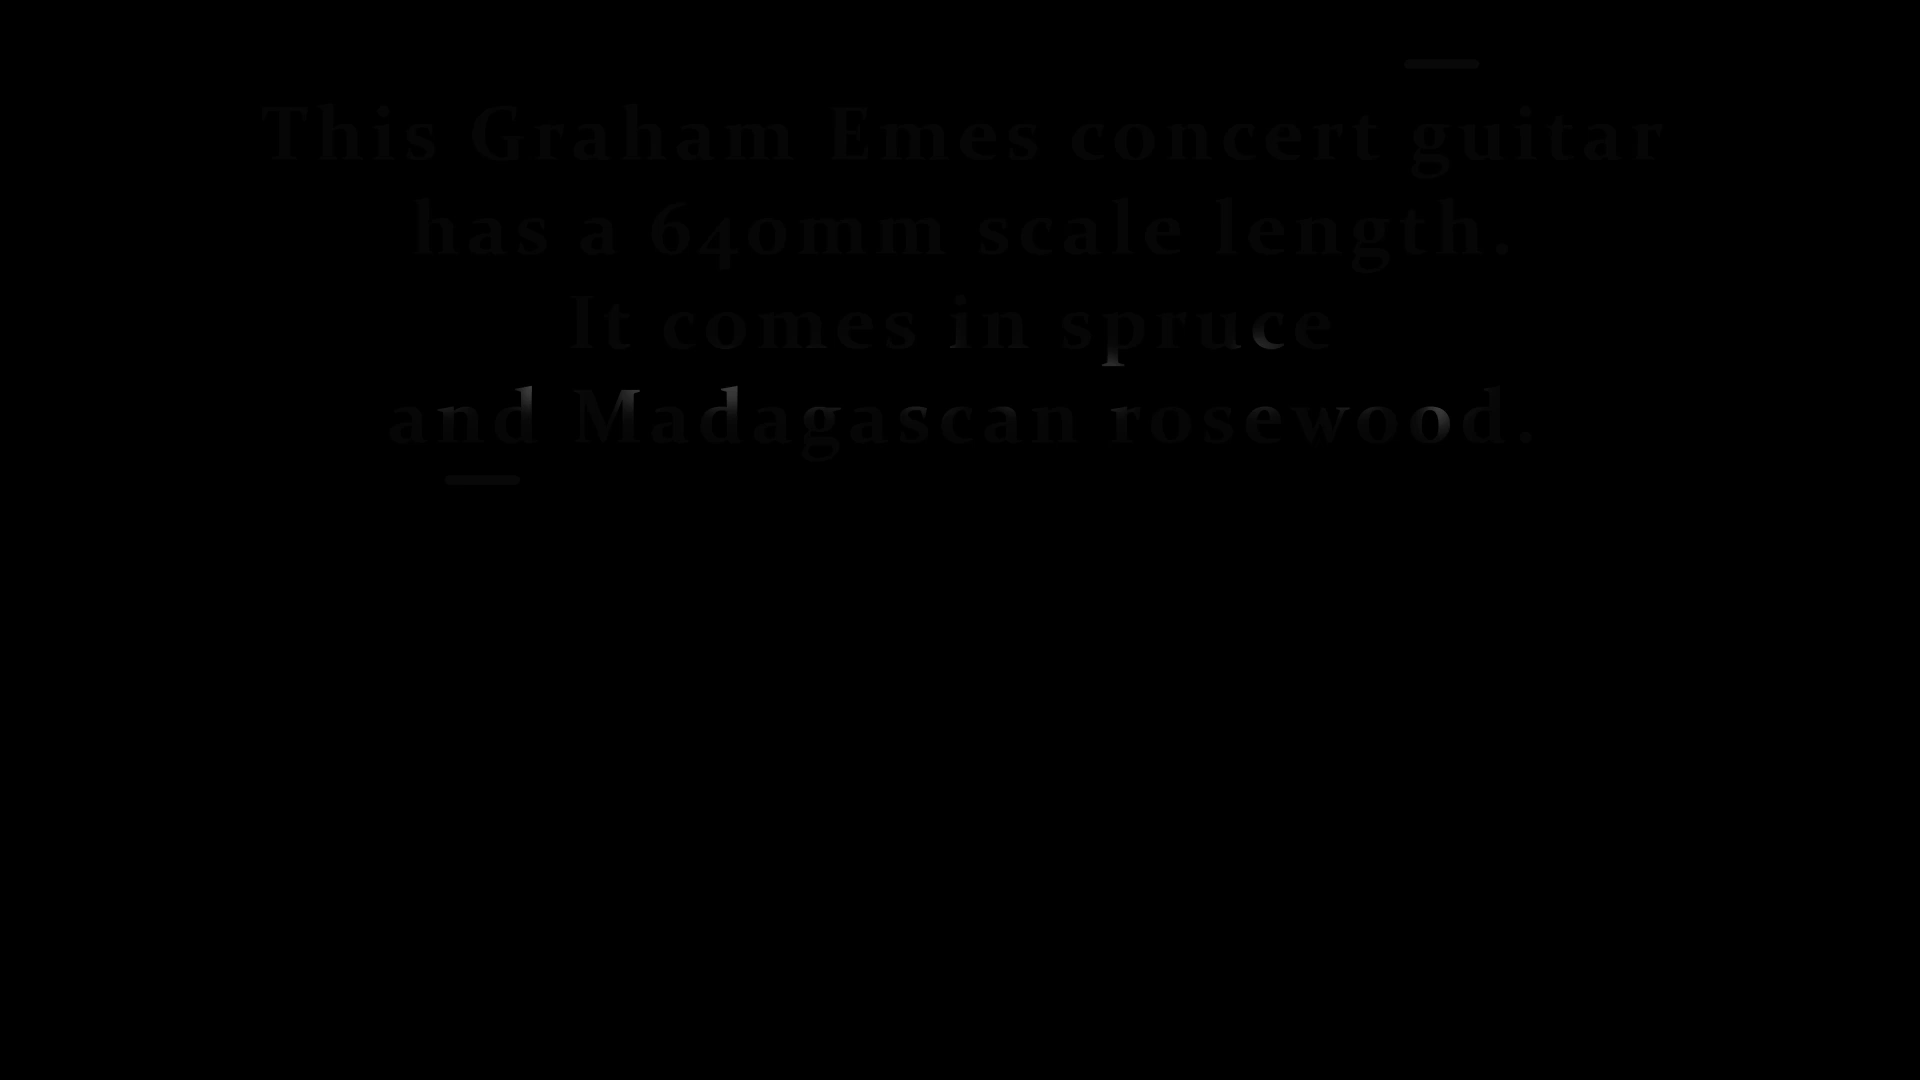 This Graham Emes concert guitar
has a 640mm scale length.
It comes in spruce
and Madagascan rosewood.